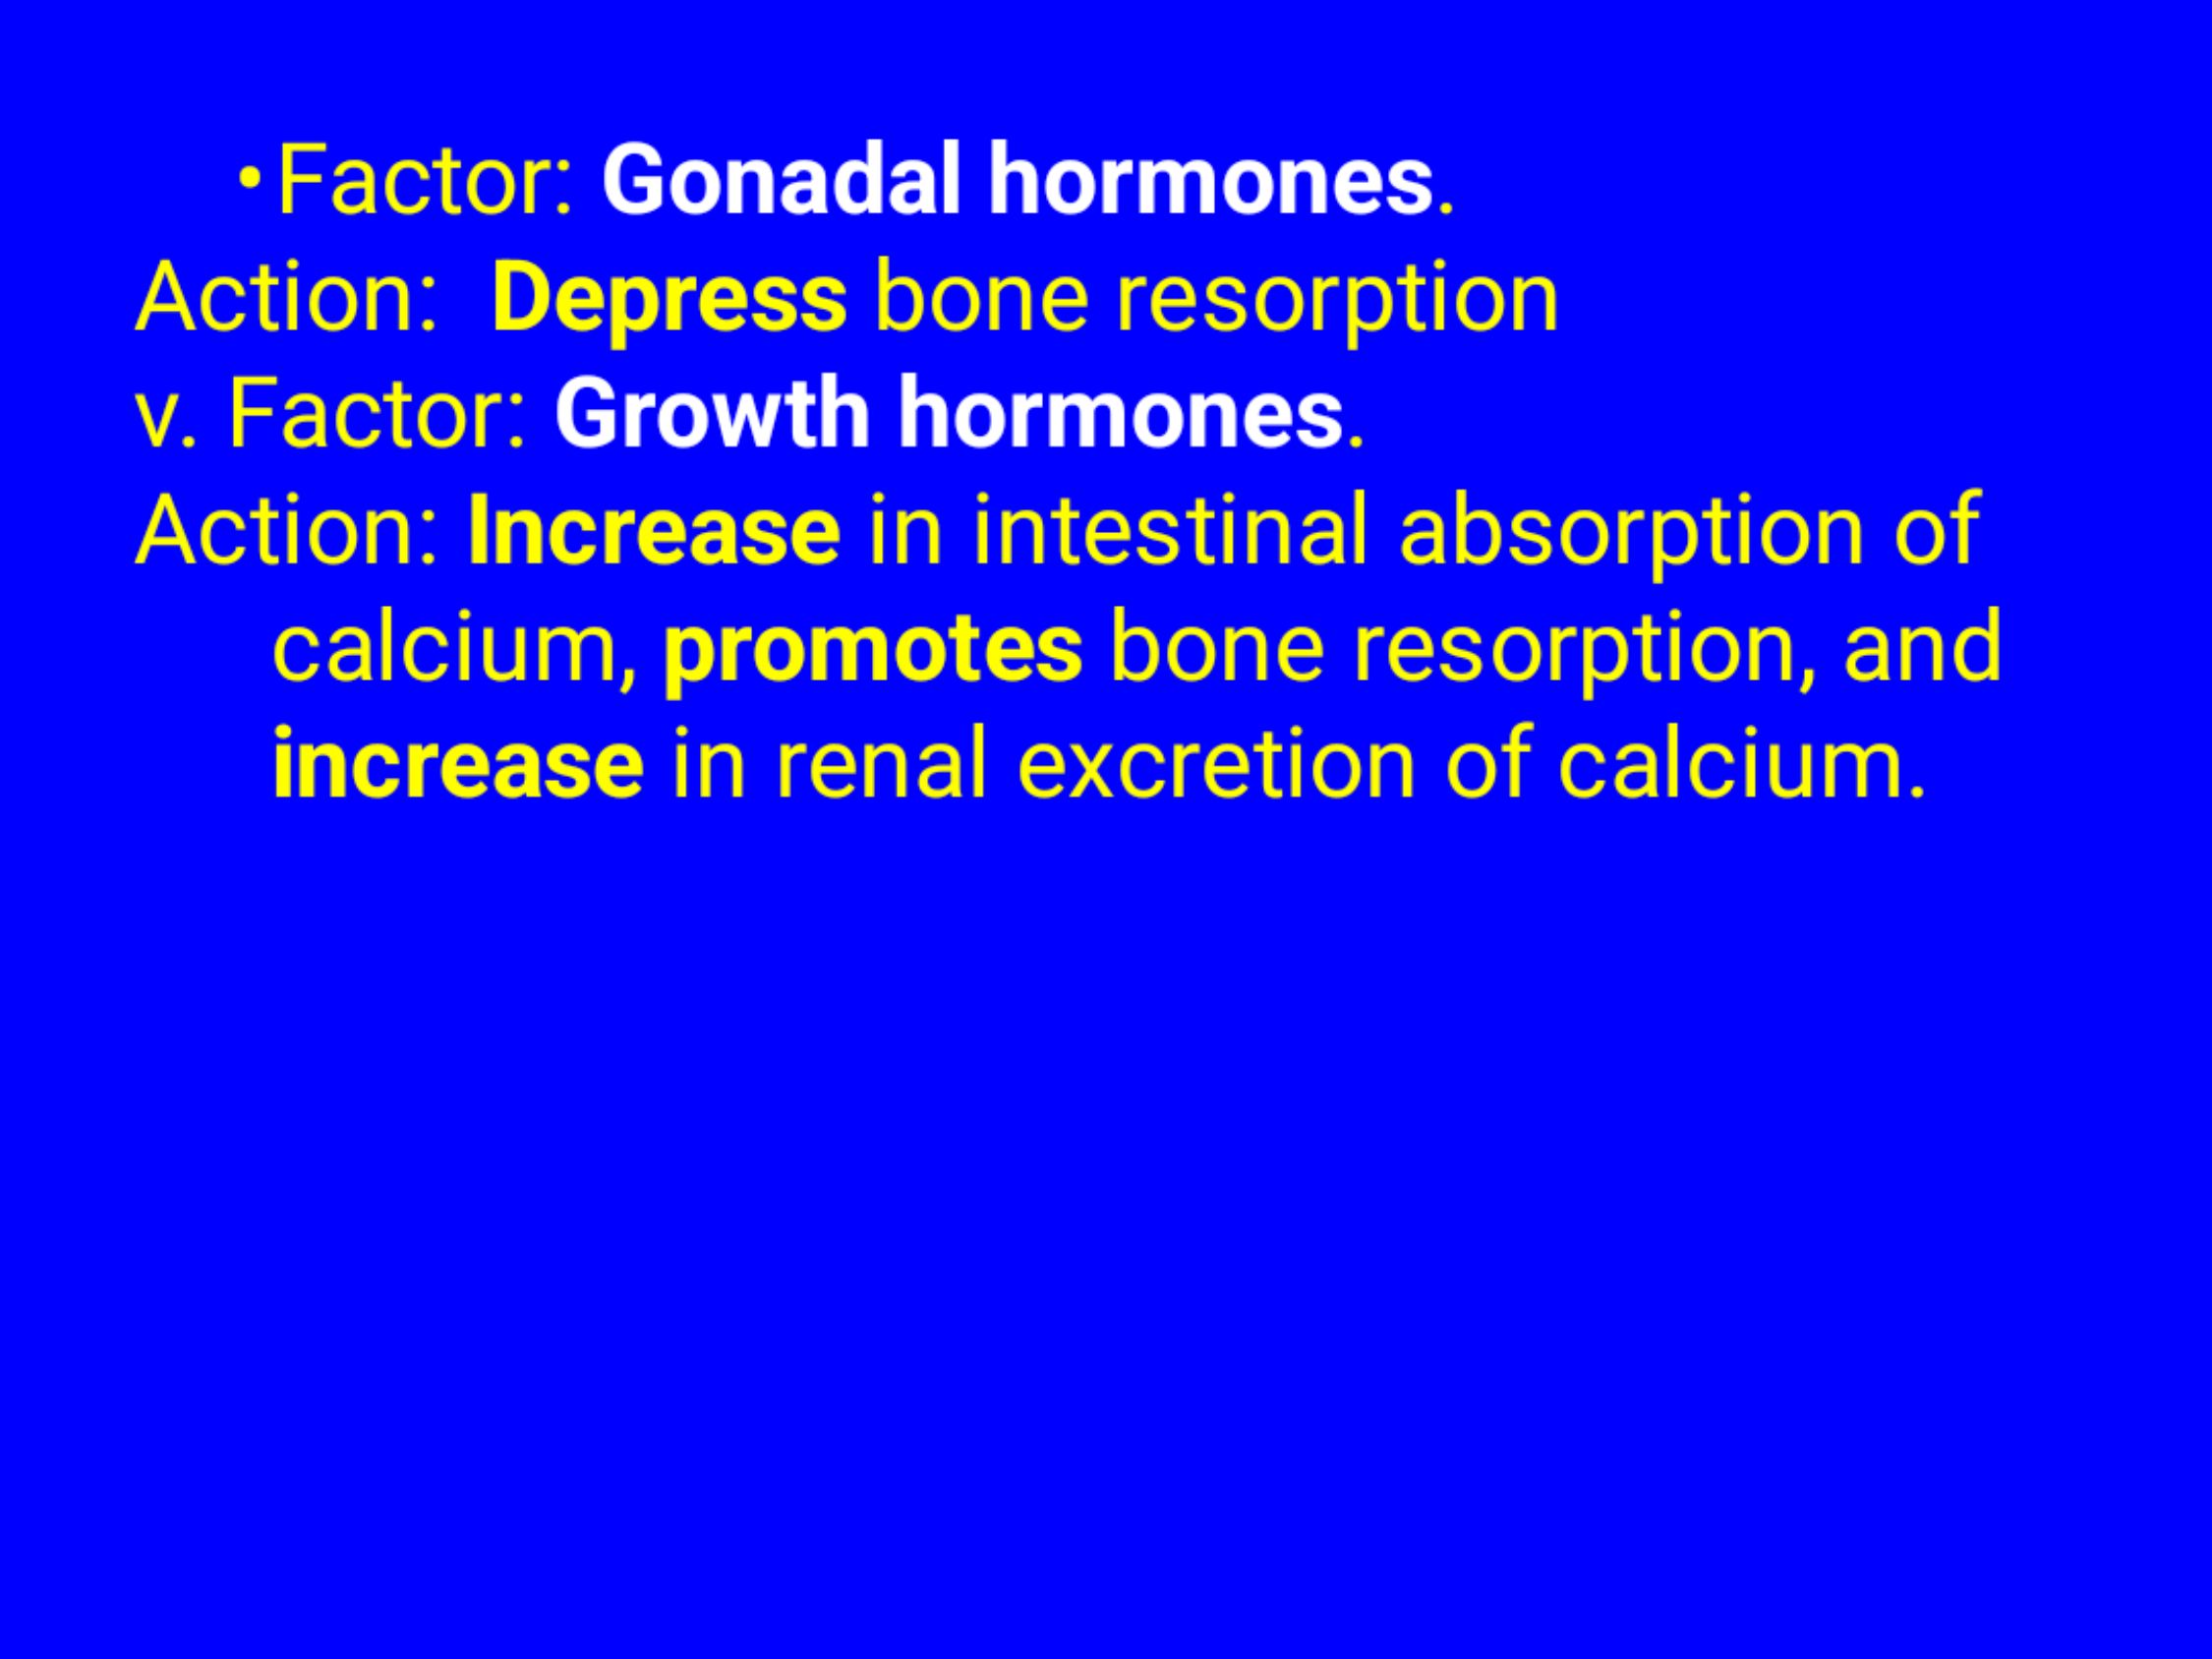 •Factor: Gonadal hormones.
Action: Depress bone resorption
v. Factor: Growth hormones.
Action: Increase in intestinal absorption of
calcium, promotes bone resorption, and
increase in renal excretion of calcium.